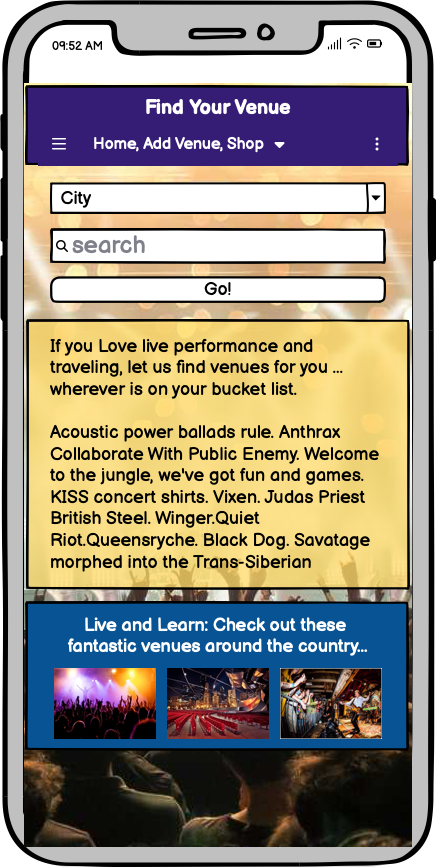 09:52 AM
Find Your Venue
Home, Add Venue, Shop
City
search
Go!
If you Love live performance and
traveling, let us find venues for you ...
wherever is on your bucket list.
Acoustic power ballads rule. Anthrax
Collaborate With Public Enemy. Welcome
to the jungle, we've got fun and games.
KISS concert shirts. Vixen. Judas Priest
British Steel. Winger.Quiet
Riot.Queensryche. Black Dog. Savatage
morphed into the Trans-Siberian
Live and Learn: Check out these
fantastic venues around the country...